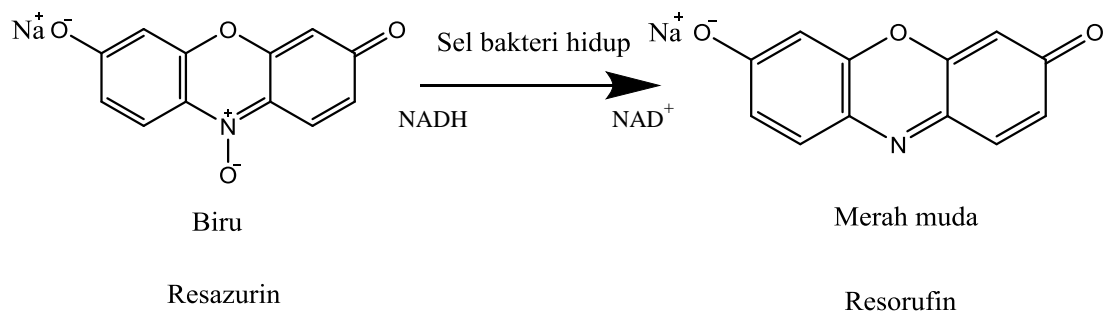 Na⁺ O⁻
O
O
N⁺
O⁻
Biru
Resazurin
Sel bakteri hidup
NADH
NAD⁺
Na⁺ O⁻
O
O
N
Merah muda
Resorufin